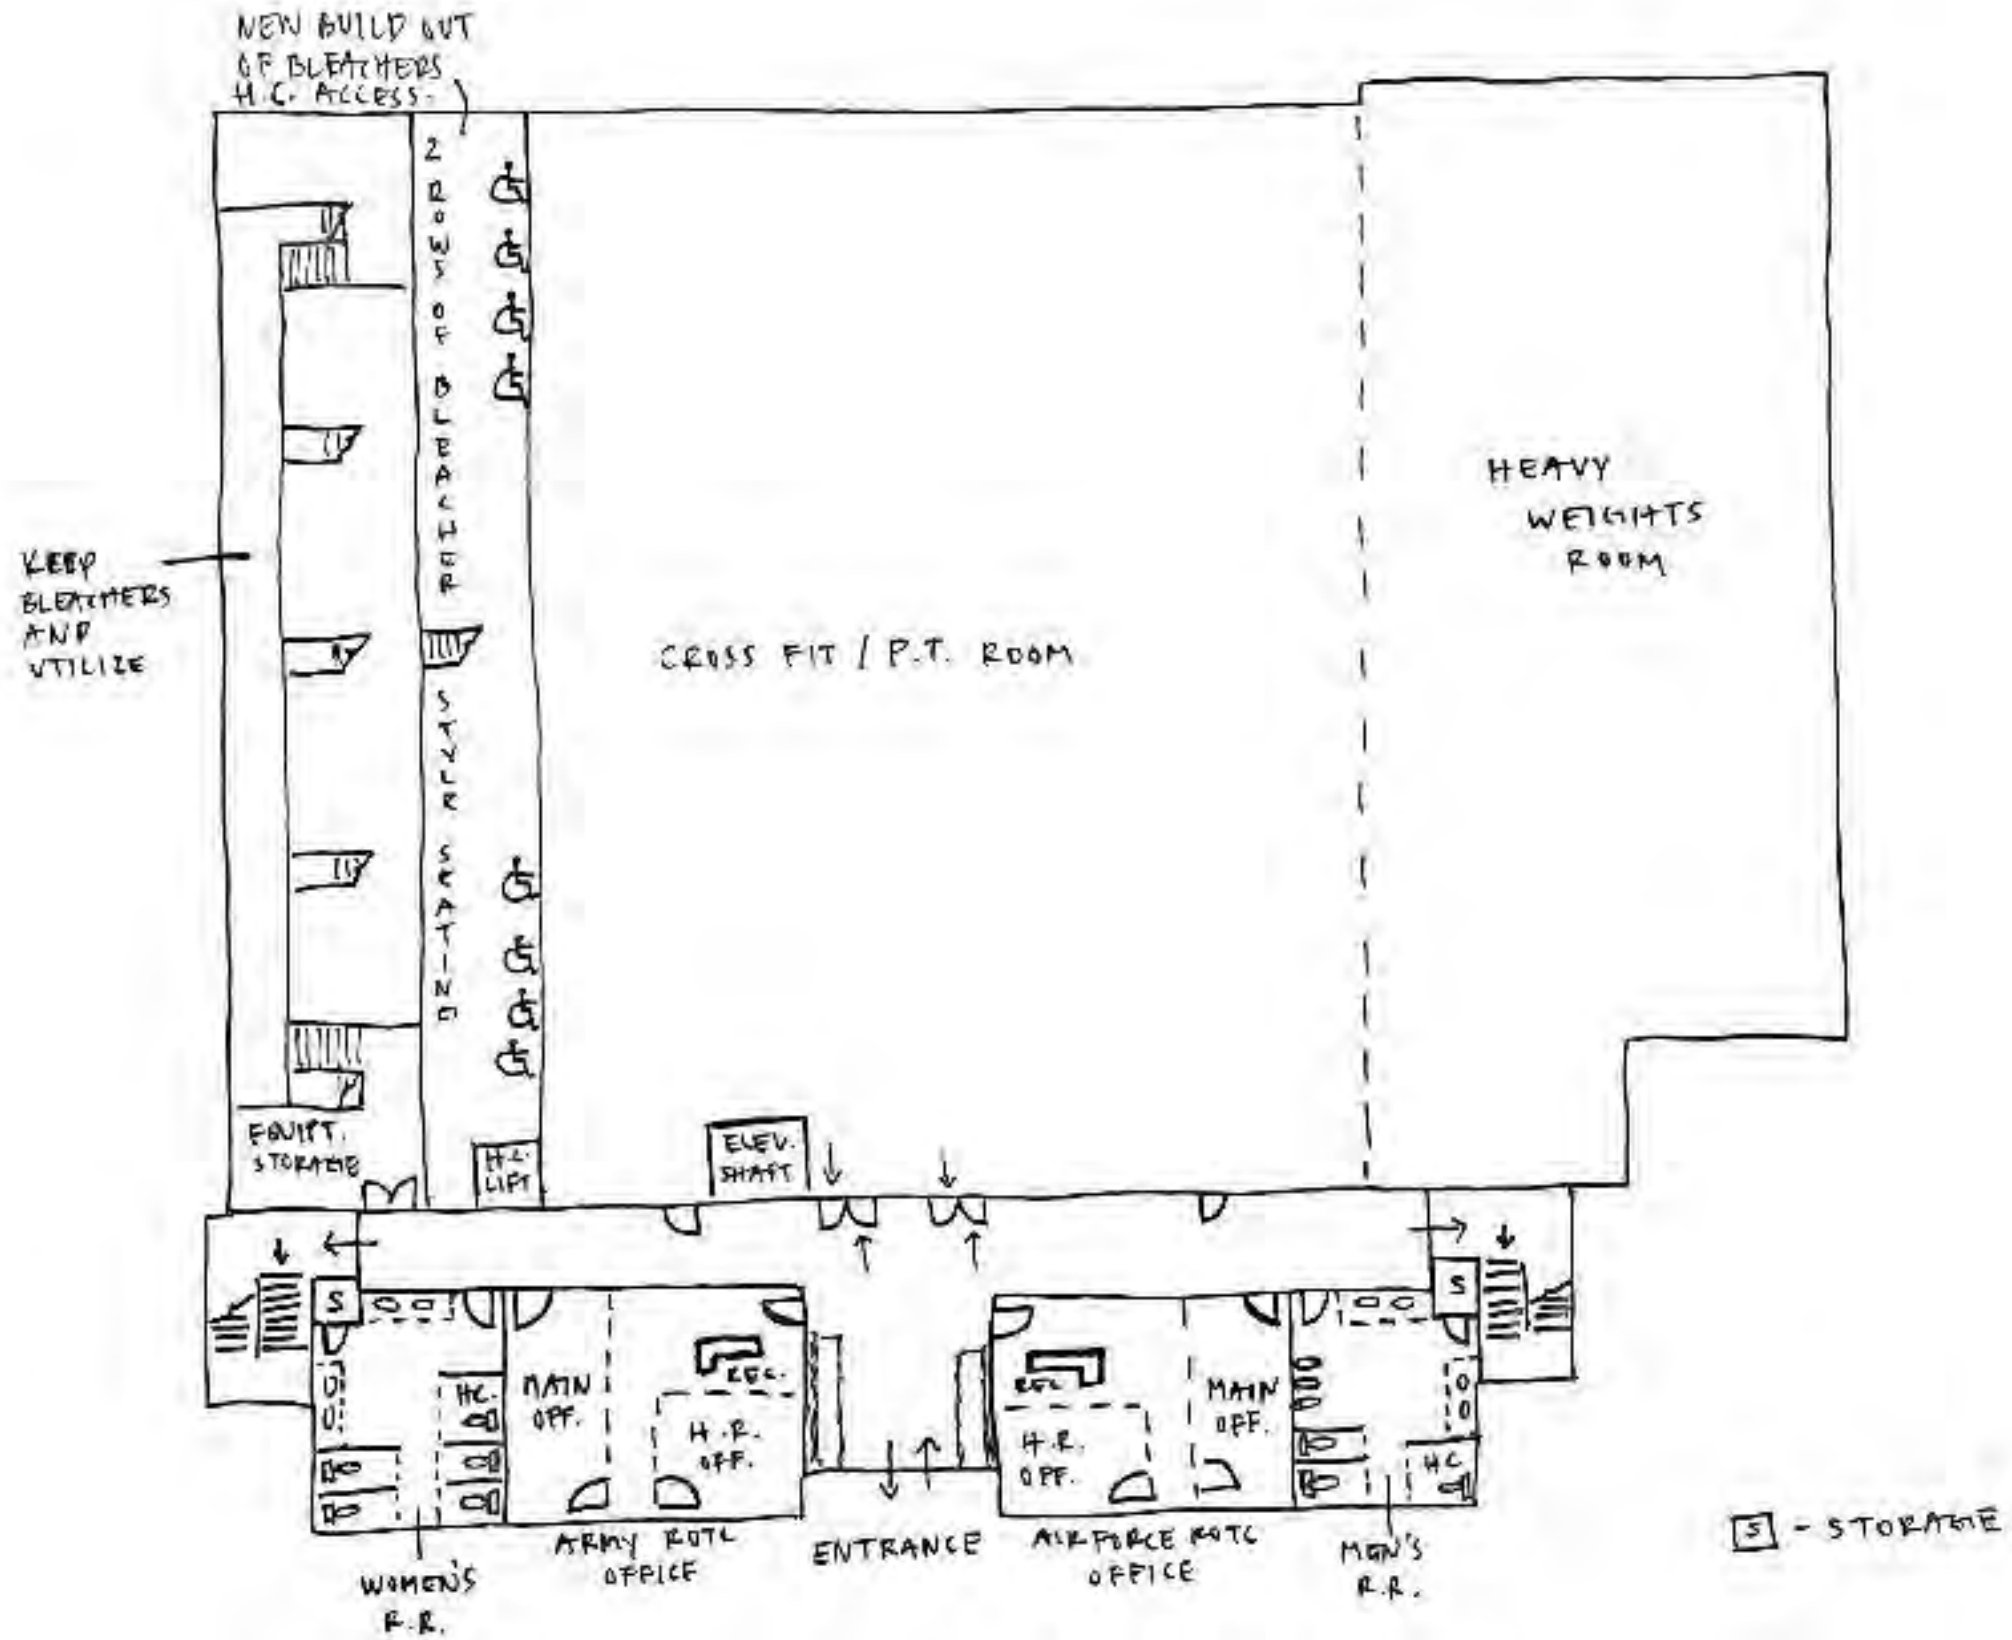 NEW BUILD OUT
OF BLEACHERS
H.C. ACCESS.
2 ROWS OF BLEACHER STYLE SEATING
KEEP
BLEACHERS
AND
UTILIZE
CROSS FIT / P.T. ROOM
HEAVY
WEIGHTS
ROOM
EQUIPT.
STORAGE
H.C.
LIFT
ELEV.
SHAFT
S
HC.
MAIN
OFF.
REC.
H.R.
OFF.
REC.
H.R.
OFF.
MAIN
OFF.
S
HC
WOMEN'S
R.R.
ARMY ROTC
OFFICE
ENTRANCE
AIRFORCE ROTC
OFFICE
MEN'S
R.R.
S - STORAGE